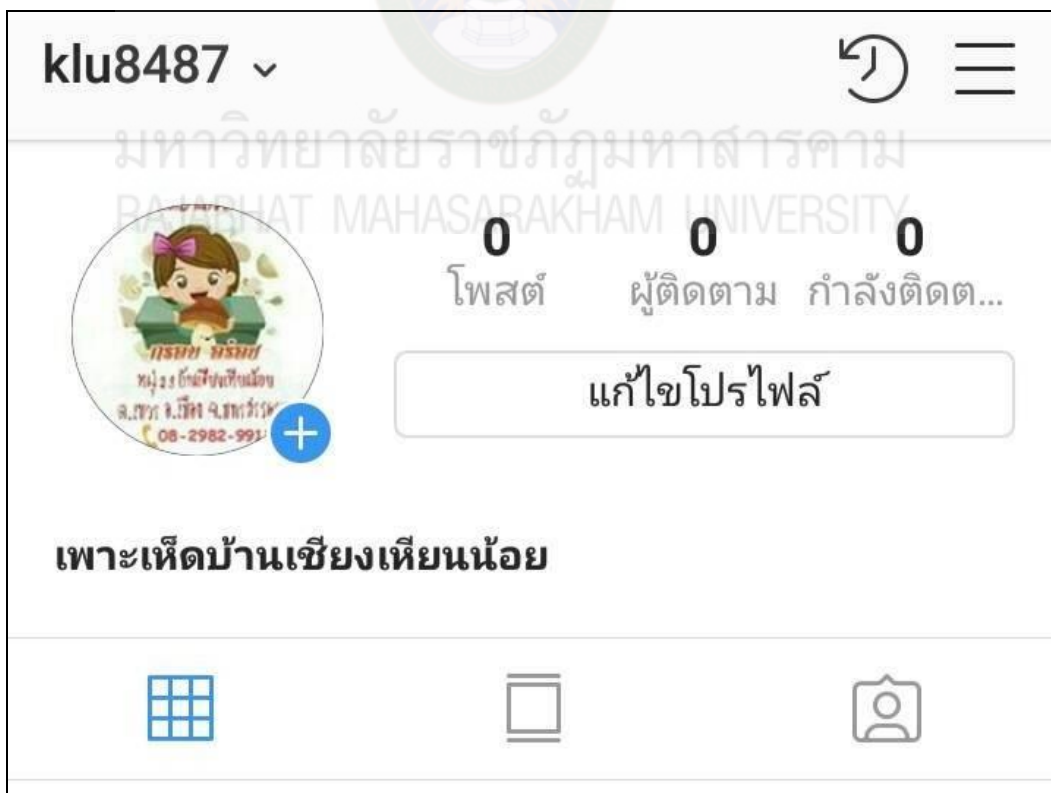 klu8487
มหาวิทยาลัยราชภัฏมหาสารคาม
RAJABHAT MAHASARAKHAM UNIVERSITY
0 0 0
โพสต์ ผู้ติดตาม กำลังติดต...
แก้ไขโปรไฟล์
08-2982-991
เพาะเห็ดบ้านเชียงเหียนน้อย